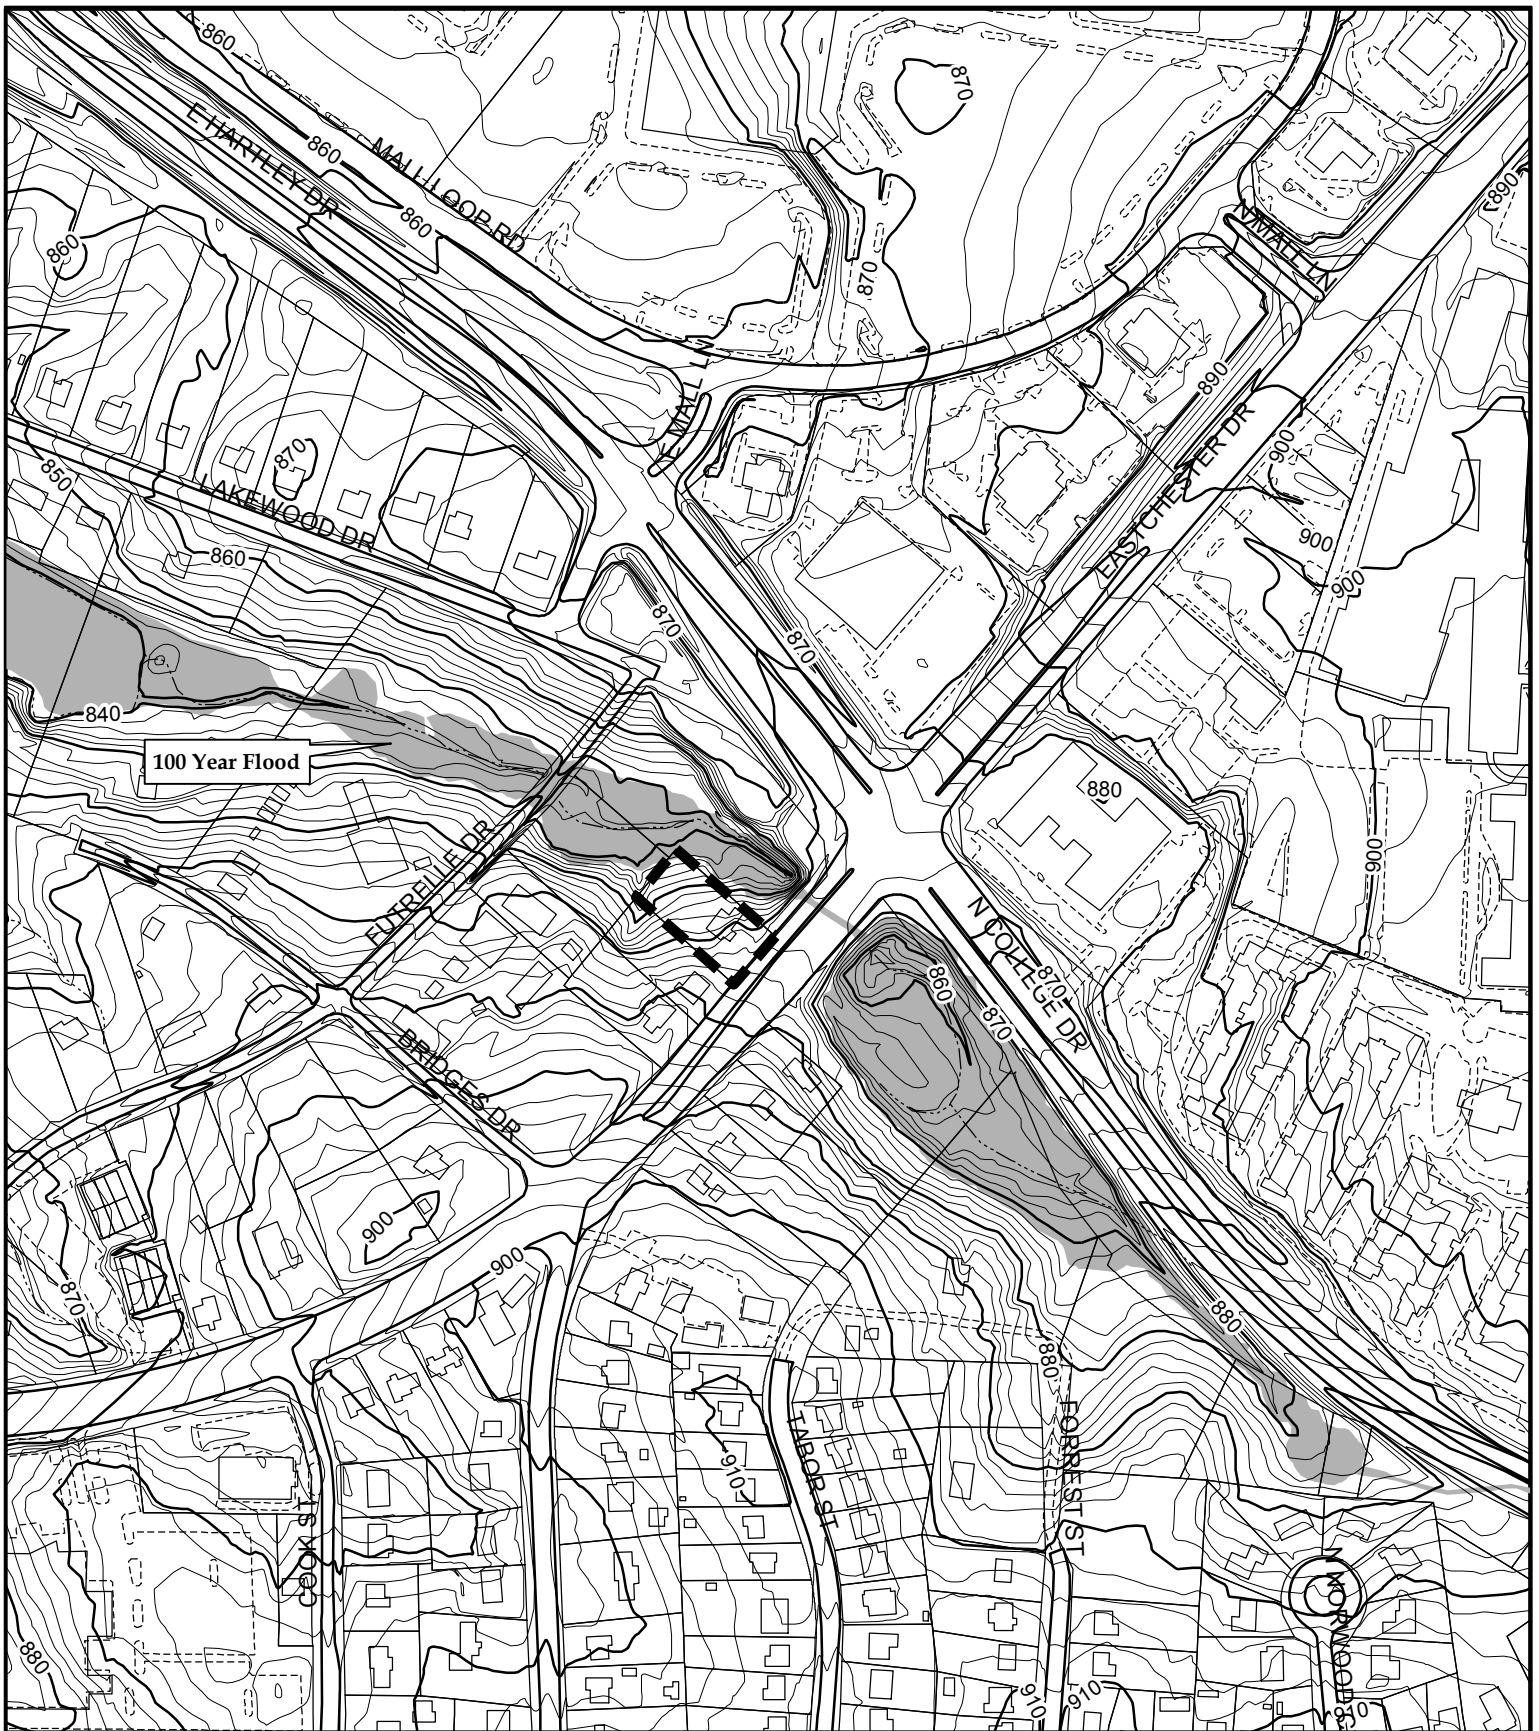 860
870
E HARTLEY DR
860
MALL LOOP RD
890
860
N MALL LN
860
870
E MALL LN
890
EASTCHESTER DR
870
900
850
LAKEWOOD DR
900
860
900
870
870
840
100 Year Flood
880
FUTRELLE DR
900
N COLLEGE DR
870
860
870
BRIDGES DR
900
900
870
880
880
910
TABOR ST
FORREST ST
COOK ST
N NORWOOD
880
910
910
910